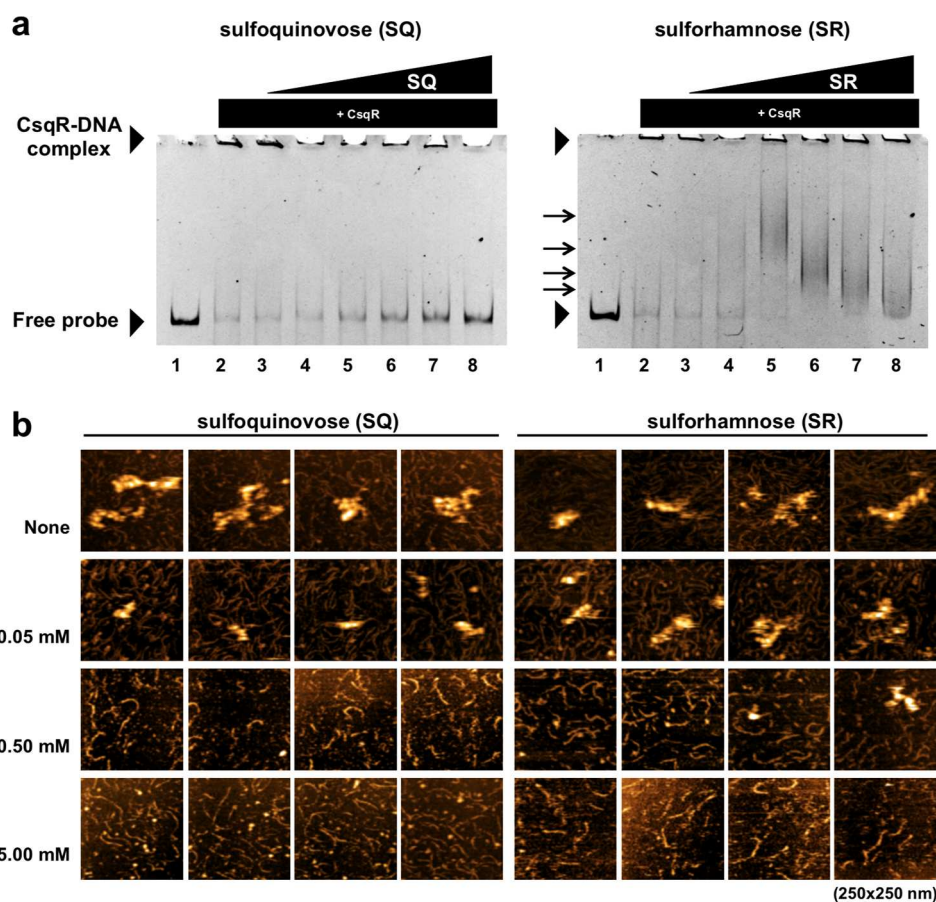 a
sulfoquinovose (SQ)
sulforhamnose (SR)
SQ
SR
+ CsqR
+ CsqR
CsqR-DNA
complex
Free probe
1 2 3 4 5 6 7 8
1 2 3 4 5 6 7 8
b
sulfoquinovose (SQ)
sulforhamnose (SR)
None
0.05 mM
0.50 mM
5.00 mM
(250x250 nm)